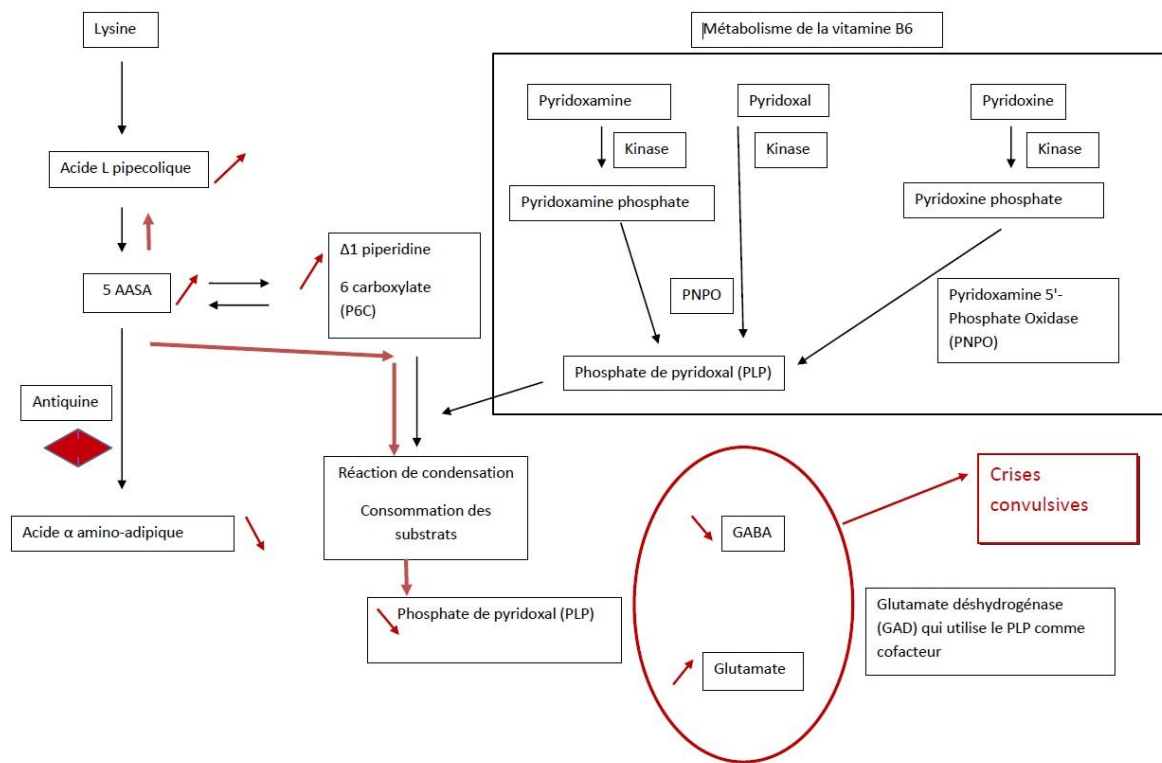 Lysine
Métabolisme de la vitamine B6
Pyridoxamine
Pyridoxal
Pyridoxine
Kinase
Kinase
Kinase
Acide L pipecolique
Pyridoxamine phosphate
Pyridoxine phosphate
Δ1 piperidine
6 carboxylate
(P6C)
5 AASA
PNPO
Pyridoxamine 5'-
Phosphate Oxidase
(PNPO)
Phosphate de pyridoxal (PLP)
Antiquine
Réaction de condensation
Consommation des
substrats
Acide α amino-adipique
Phosphate de pyridoxal (PLP)
GABA
Glutamate
Crises
convulsives
Glutamate déshydrogénase
(GAD) qui utilise le PLP comme
cofacteur